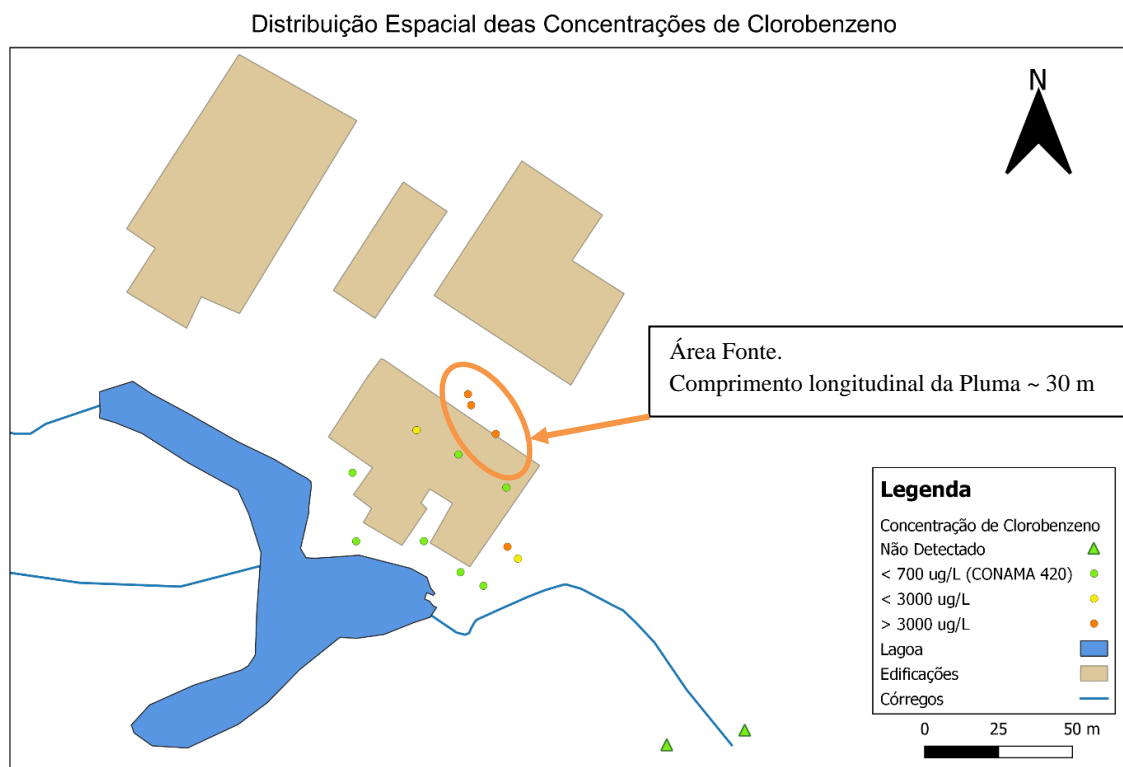 Distribuição Espacial deas Concentrações de Clorobenzeno
N
Área Fonte.
Comprimento longitudinal da Pluma ~ 30 m
Legenda
Concentração de Clorobenzeno
Não Detectado
< 700 ug/L (CONAMA 420)
< 3000 ug/L
> 3000 ug/L
Lagoa
Edificações
Córregos
0 25 50 m